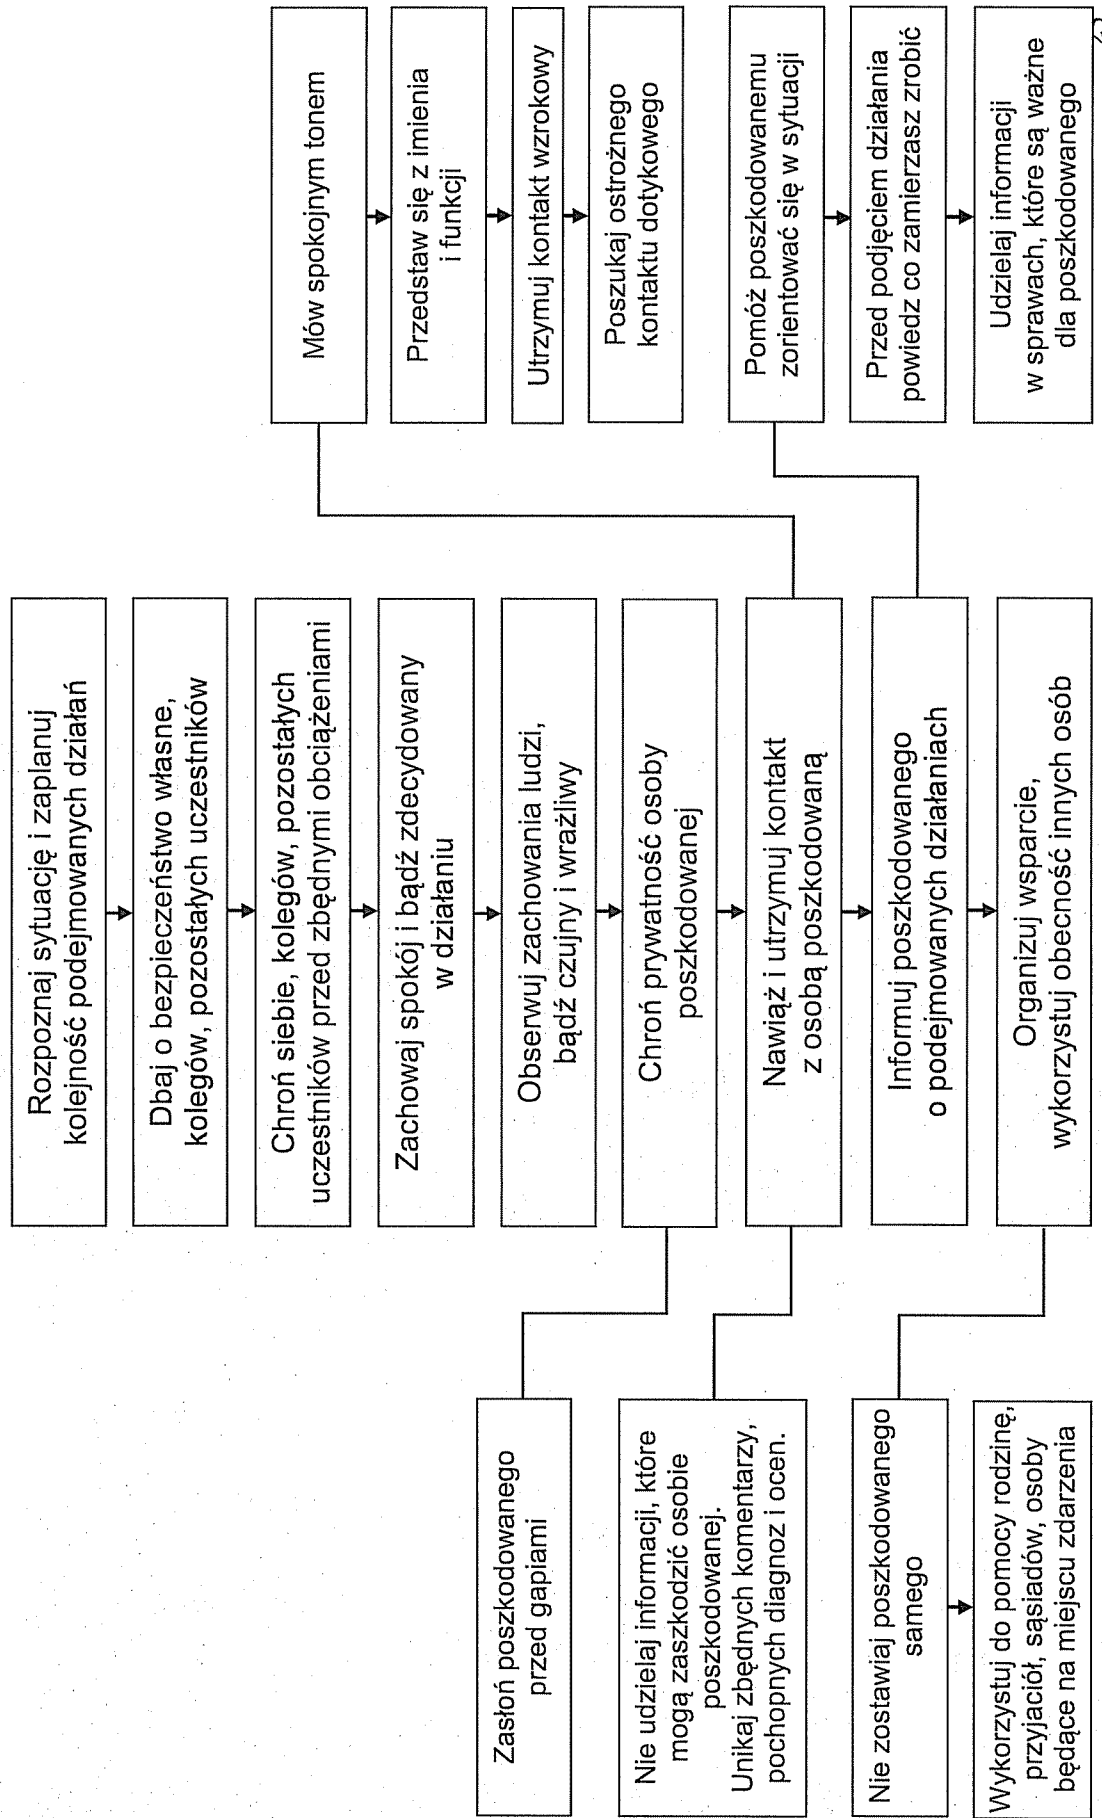 Rozpoznaj sytuację i zaplanuj
kolejność podejmowanych działań
Dbaj o bezpieczeństwo własne,
kolegów, pozostałych uczestników
Chroń siebie, kolegów, pozostałych
uczestników przed zbędnymi obciążeniami
Zachowaj spokój i bądź zdecydowany
w działaniu
Obserwuj zachowania ludzi,
bądź czujny i wrażliwy
Chroń prywatność osoby
poszkodowanej
Nawiąż i utrzymuj kontakt
z osobą poszkodowaną
Informuj poszkodowanego
o podejmowanych działaniach
Organizuj wsparcie,
wykorzystuj obecność innych osób
Zasłoń poszkodowanego
przed gapiami
Nie udzielaj informacji, które
mogą zaszkodzić osobie
poszkodowanej.
Unikaj zbędnych komentarzy,
pochopnych diagnoz i ocen.
Nie zostawiaj poszkodowanego
samego
Wykorzystuj do pomocy rodzinę,
przyjaciół, sąsiadów, osoby
będące na miejscu zdarzenia
Mów spokojnym tonem
Przedstaw się z imienia
i funkcji
Utrzymuj kontakt wzrokowy
Poszukaj ostrożnego
kontaktu dotykowego
Pomóż poszkodowanemu
zorientować się w sytuacji
Przed podjęciem działania
powiedz co zamierzasz zrobić
Udzielaj informacji
w sprawach, które są ważne
dla poszkodowanego